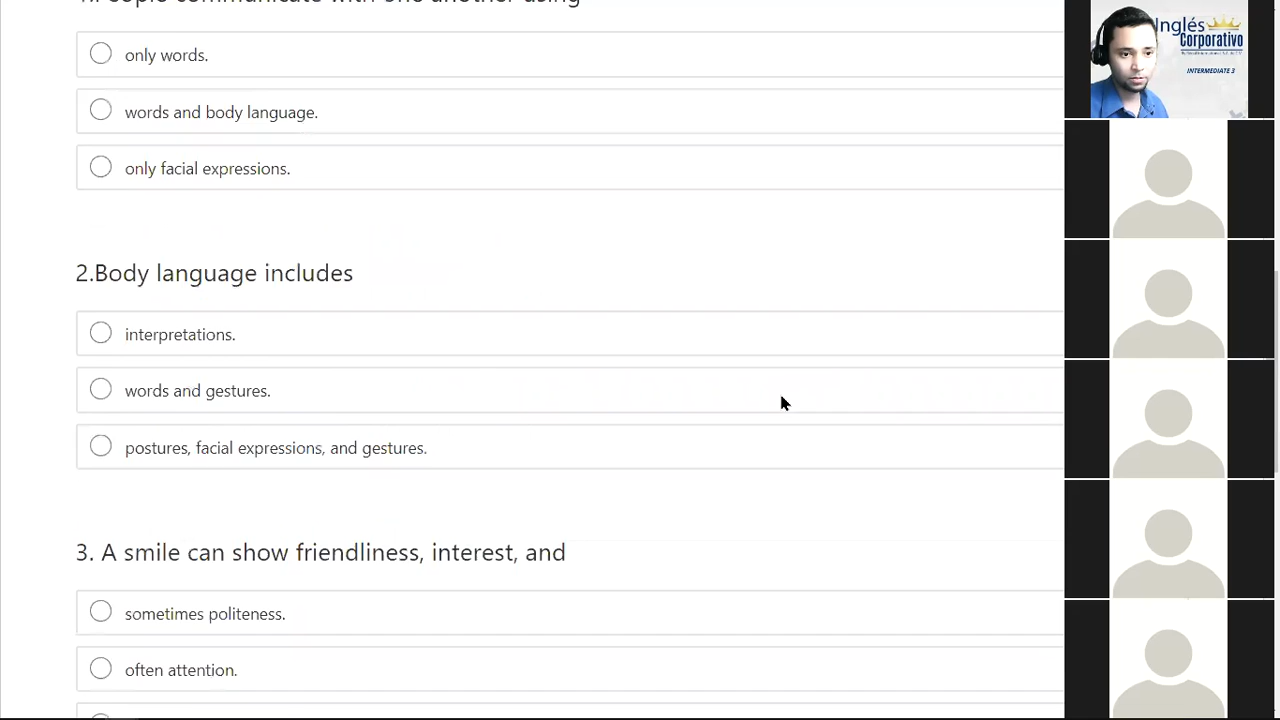 only words.
words and body language.
only facial expressions.
2.Body language includes
interpretations.
words and gestures.
postures, facial expressions, and gestures.
3. A smile can show friendliness, interest, and
sometimes politeness.
often attention.
Inglés
Corporativo
INTERMEDIATE 3